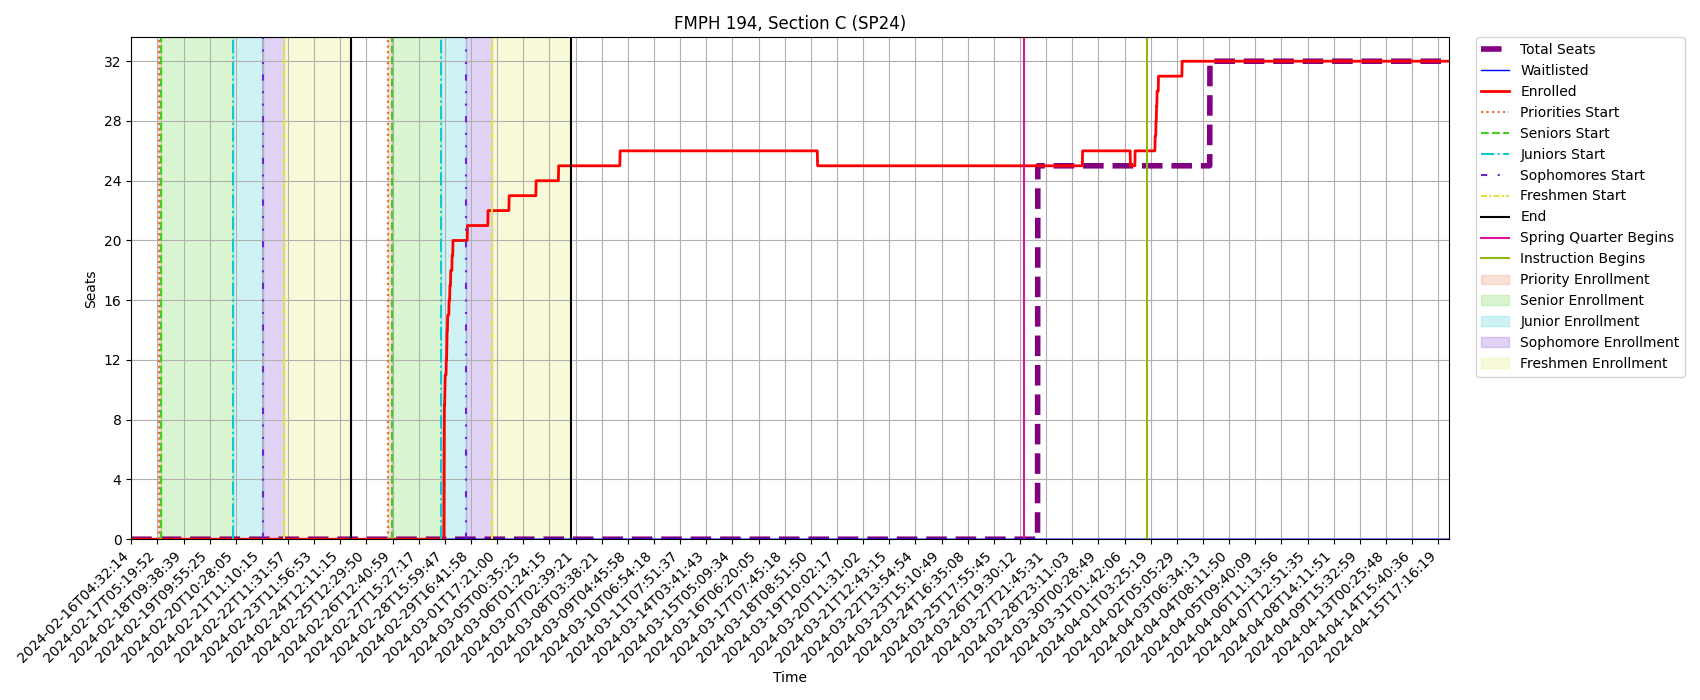 FMPH 194, Section C (SP24)
Seats
32
28
24
20
16
12
8
4
0
2024-02-16T04:32:14
2024-02-17T05:19:52
2024-02-18T09:38:39
2024-02-19T09:55:25
2024-02-20T10:28:05
2024-02-21T11:10:15
2024-02-22T11:31:57
2024-02-23T11:56:53
2024-02-24T12:11:15
2024-02-25T12:29:50
2024-02-26T12:40:59
2024-02-27T15:27:17
2024-02-28T15:59:47
2024-02-29T16:41:58
2024-03-01T17:21:00
2024-03-05T00:35:25
2024-03-06T01:24:15
2024-03-07T02:39:21
2024-03-08T03:38:21
2024-03-09T04:45:58
2024-03-10T06:54:18
2024-03-11T07:51:37
2024-03-14T03:41:43
2024-03-15T05:09:34
2024-03-16T06:20:05
2024-03-17T07:45:18
2024-03-18T08:51:50
2024-03-19T10:02:17
2024-03-20T11:31:02
2024-03-21T12:43:15
2024-03-22T13:54:54
2024-03-23T15:10:49
2024-03-24T16:35:08
2024-03-25T17:55:45
2024-03-26T19:30:12
2024-03-27T21:45:31
2024-03-28T23:11:03
2024-03-30T00:28:49
2024-03-31T01:42:06
2024-04-01T03:25:19
2024-04-02T05:05:29
2024-04-03T06:34:13
2024-04-04T08:11:50
2024-04-05T09:40:09
2024-04-06T11:13:56
2024-04-07T12:51:35
2024-04-08T14:11:51
2024-04-09T15:32:59
2024-04-13T00:25:48
2024-04-14T15:40:36
2024-04-15T17:16:19
Time
Total Seats
Waitlisted
Enrolled
Priorities Start
Seniors Start
Juniors Start
Sophomores Start
Freshmen Start
End
Spring Quarter Begins
Instruction Begins
Priority Enrollment
Senior Enrollment
Junior Enrollment
Sophomore Enrollment
Freshmen Enrollment